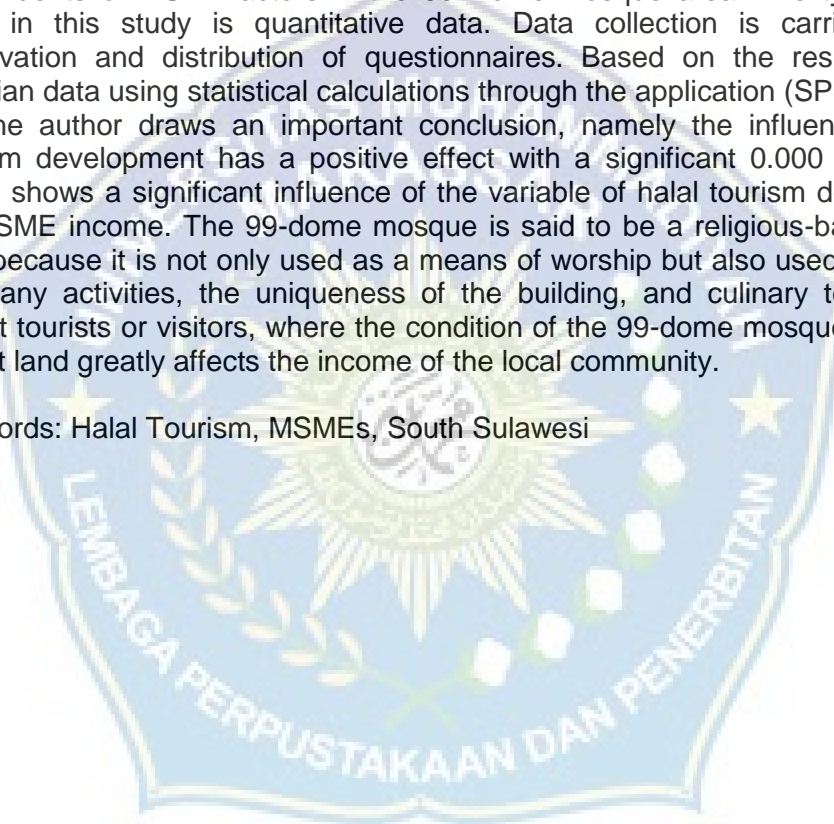 in this study is quantitative data. Data collection is carri
vation and distribution of questionnaires. Based on the res
ian data using statistical calculations through the application (SP
ne author draws an important conclusion, namely the influen
m development has a positive effect with a significant 0.000
shows a significant influence of the variable of halal tourism d
SME income. The 99-dome mosque is said to be a religious-ba
because it is not only used as a means of worship but also used
any activities, the uniqueness of the building, and culinary t
t tourists or visitors, where the condition of the 99-dome mosque
t land greatly affects the income of the local community.
ords: Halal Tourism, MSMEs, South Sulawesi
UNIVERSITAS MUHAMMADIYAH
MAKASSAR
LEMBAGA PERPUSTAKAAN DAN PENERBITAN